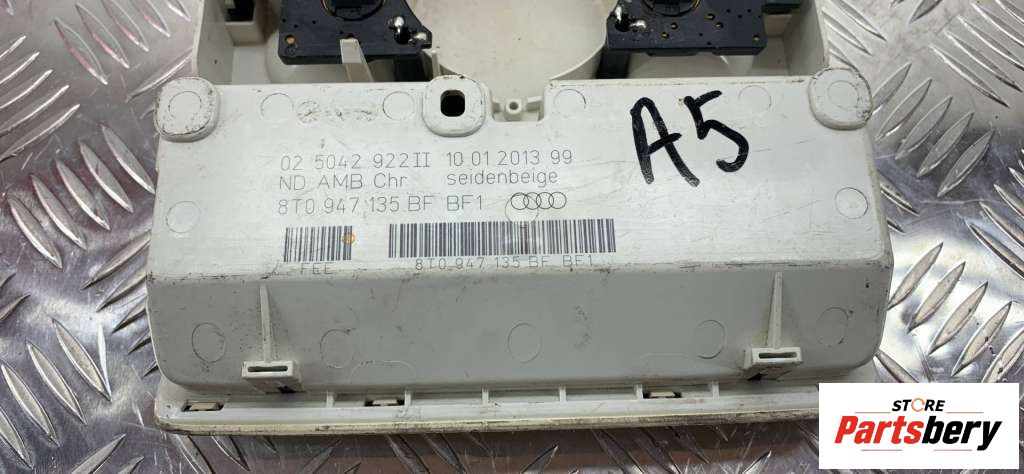 A5
02 5042 922II 10.01.2013 99
ND AMB Chr seidenbeige
8T0 947 135 BF BF1
FEE 8T0 947 135 BF BF1
STORE
Partsbery